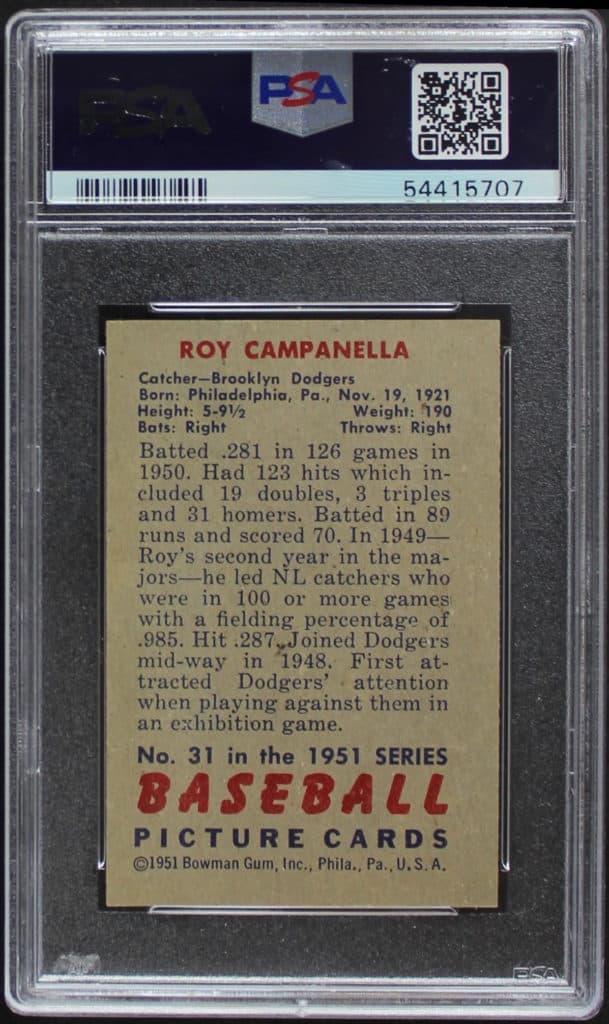 PSA
PSA
54415707
ROY CAMPANELLA
Catcher—Brooklyn Dodgers
Born: Philadelphia, Pa., Nov. 19, 1921
Height: 5-9½ Weight: 190
Bats: Right Throws: Right
Batted .281 in 126 games in
1950. Had 123 hits which in-
cluded 19 doubles, 3 triples
and 31 homers. Batted in 89
runs and scored 70. In 1949—
Roy's second year in the ma-
jors—he led NL catchers who
were in 100 or more games
with a fielding percentage of
.985. Hit .287. Joined Dodgers
mid-way in 1948. First at-
tracted Dodgers' attention
when playing against them in
an exhibition game.
No. 31 in the 1951 SERIES
BASEBALL
PICTURE CARDS
©1951 Bowman Gum, Inc., Phila., Pa., U.S.A.
PSA